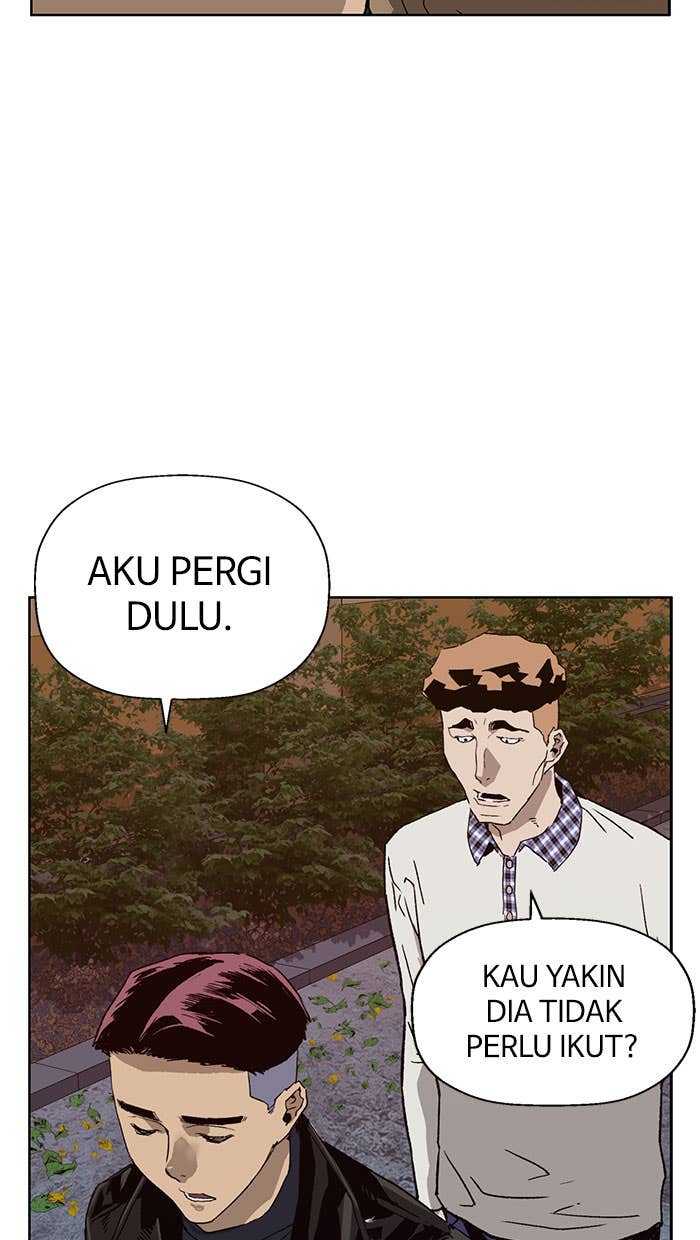 AKU PERGI
DULU.
KAU YAKIN
DIA TIDAK
PERLU IKUT?